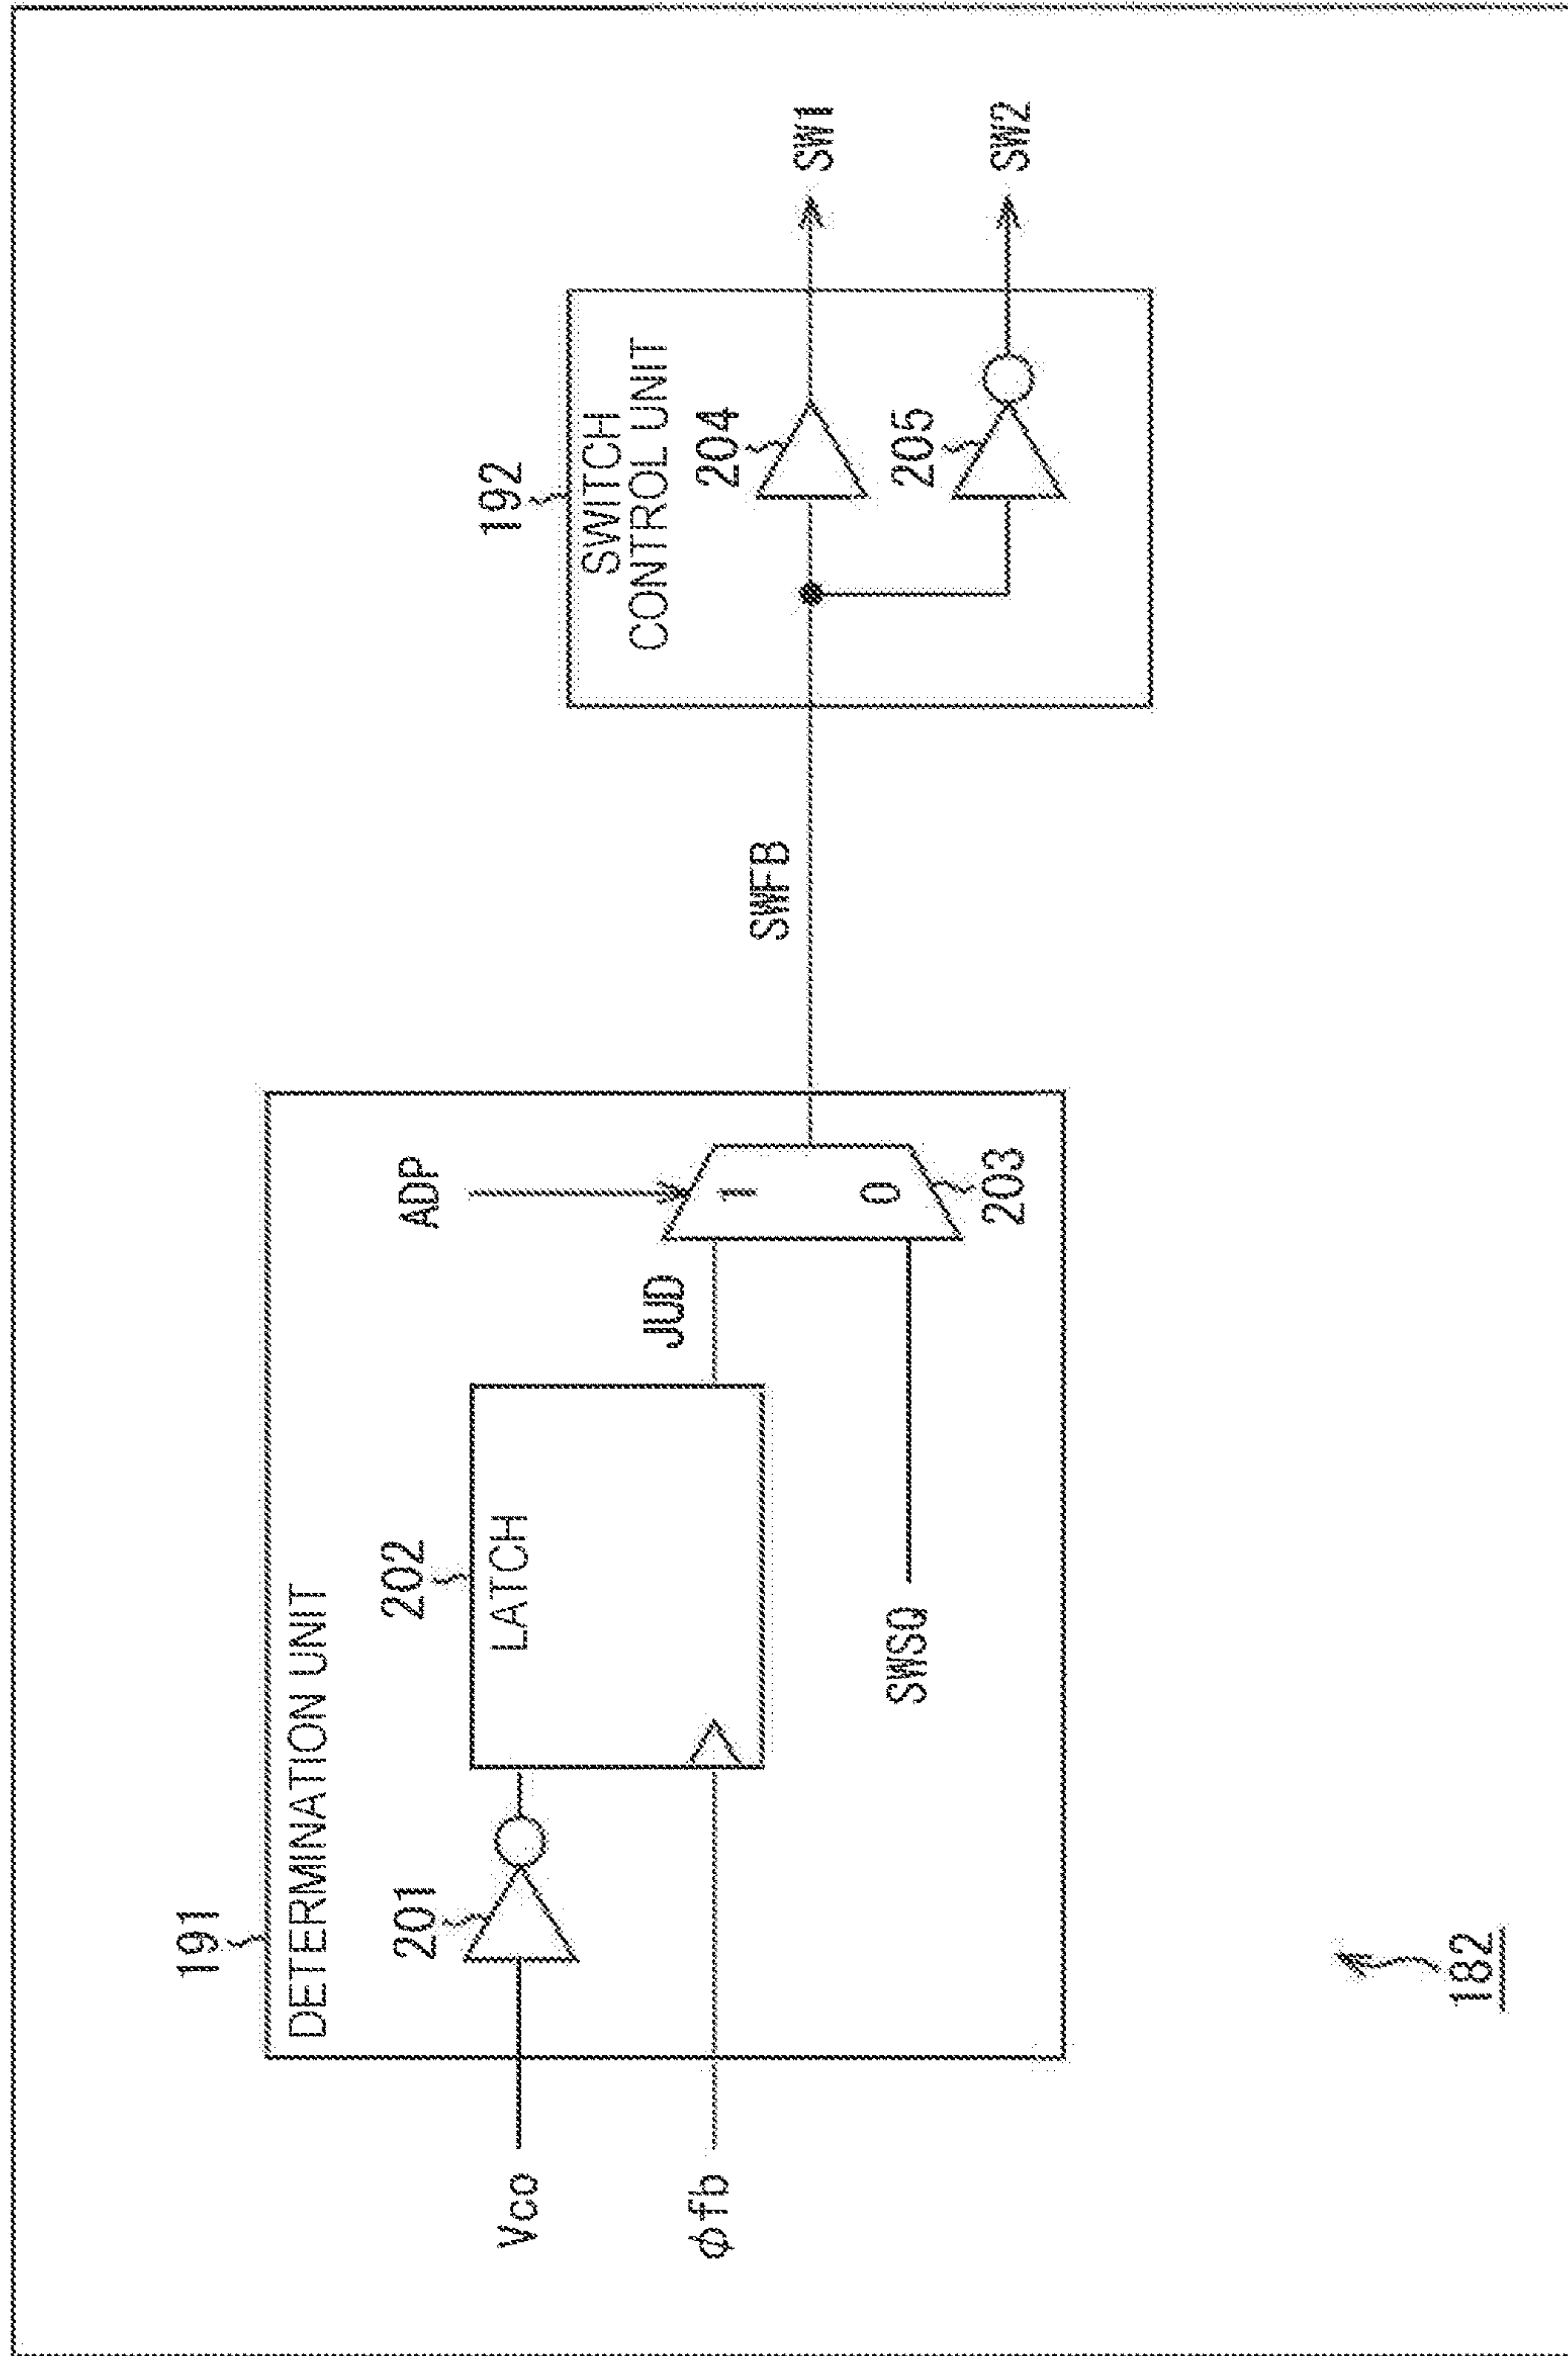 191
DETERMINATION UNIT
201
202
LATCH
Vco
φfb
JUD
ADP
1
0
203
SWSQ
SWFB
192
SWITCH
CONTROL UNIT
204
205
SW1
SW2
182